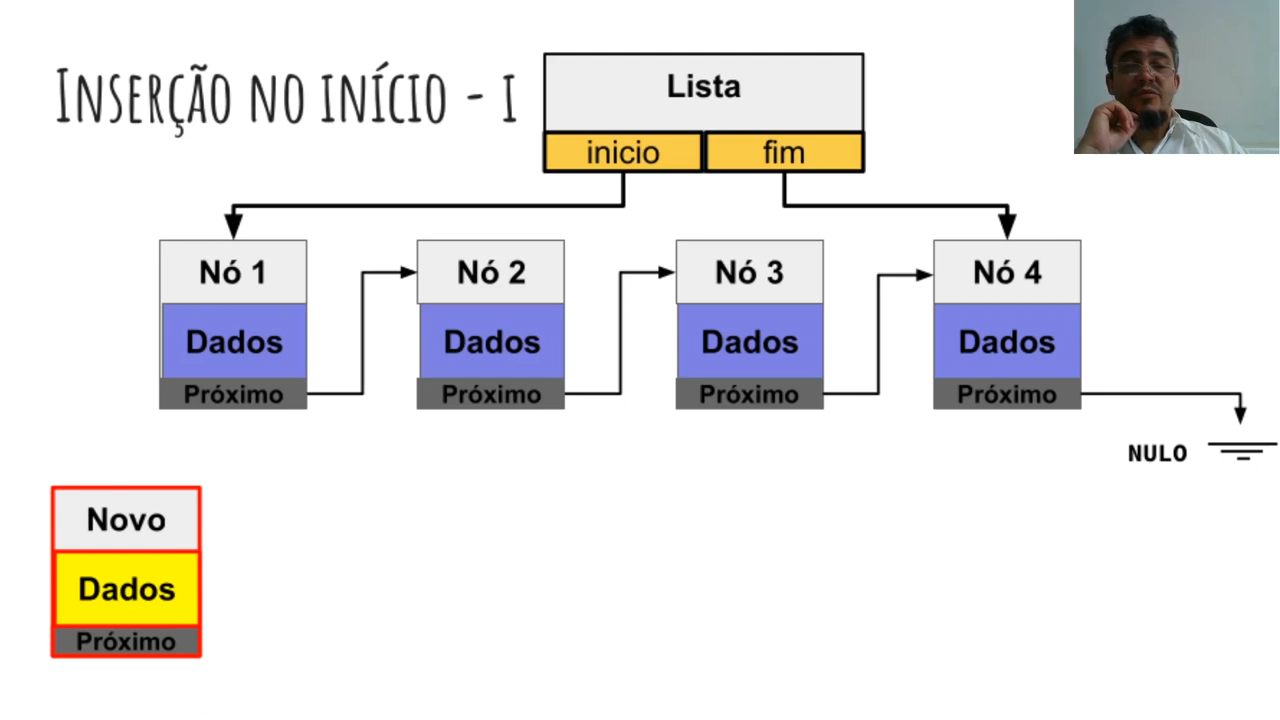 Inserção no início - I
Lista
inicio fim
Nó 1 Nó 2 Nó 3 Nó 4
Dados Dados Dados Dados
Próximo Próximo Próximo Próximo
NULO
Novo
Dados
Próximo